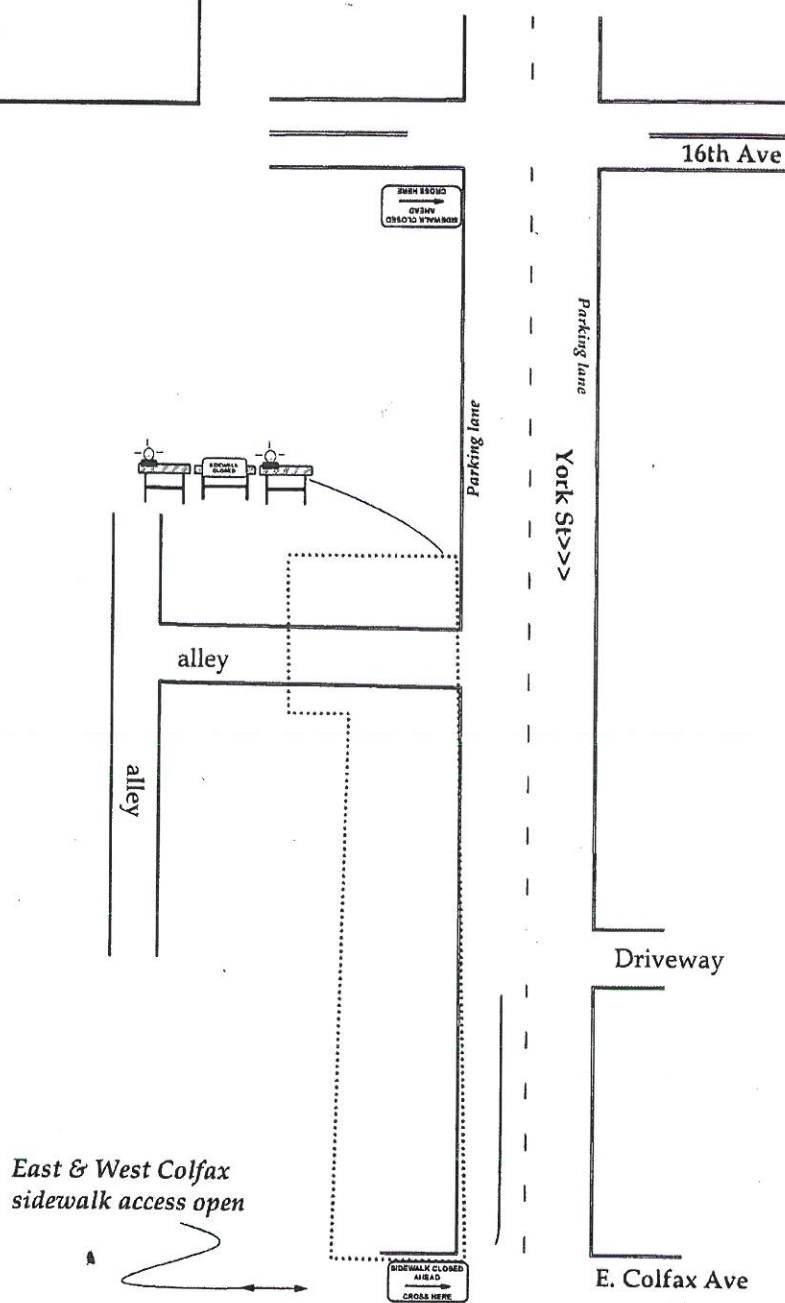 16th Ave
SIDEWALK CLOSED
AHEAD
CROSS HERE
Parking lane
Parking lane
SIDEWALK
CLOSED
York St>>>
alley
alley
Driveway
East & West Colfax
sidewalk access open
SIDEWALK CLOSED
AHEAD
CROSS HERE
E. Colfax Ave